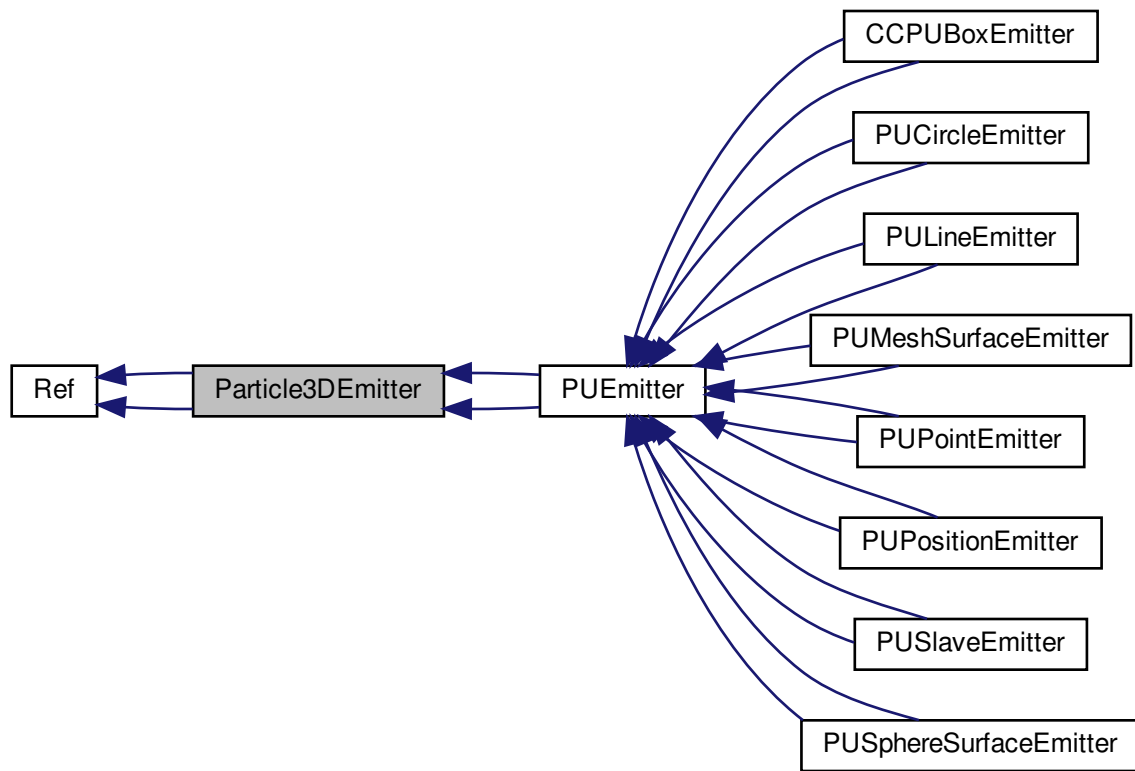 CCPUBoxEmitter
PUCircleEmitter
PULineEmitter
PUMeshSurfaceEmitter
Ref
Particle3DEmitter
PUEmitter
PUPointEmitter
PUPositionEmitter
PUSlaveEmitter
PUSphereSurfaceEmitter